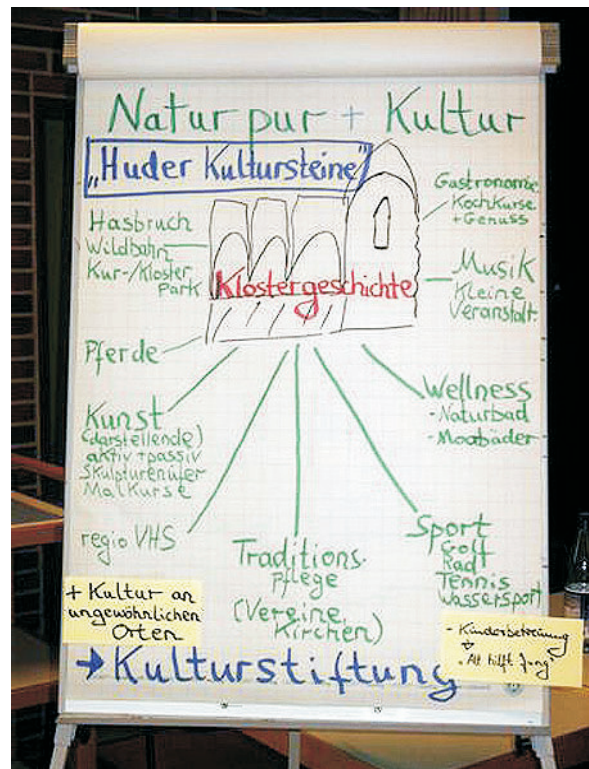 Natur pur + Kultur
„Huder Kultursteine"
Hasbruch
Wildbahn
Kur-/Kloster
park
Klostergeschichte
Gastronomie
Kochkurse
+ Genuss
Musik
Kleine
Veranstalt.
Pferde
Wellness
- Naturbad
- Moorbäder
Kunst
(darstellende)
aktiv + passiv
Skulpturenufer
Malkurse
regio VHS
Traditions-
pflege
(Vereine,
Kirchen)
Sport
Golf
Rad
Tennis
Wassersport
+ Kultur an
ungewöhnlichen
Orten
- Kinderbetreuung
„Alt hilft Jung"
→ Kulturstiftung